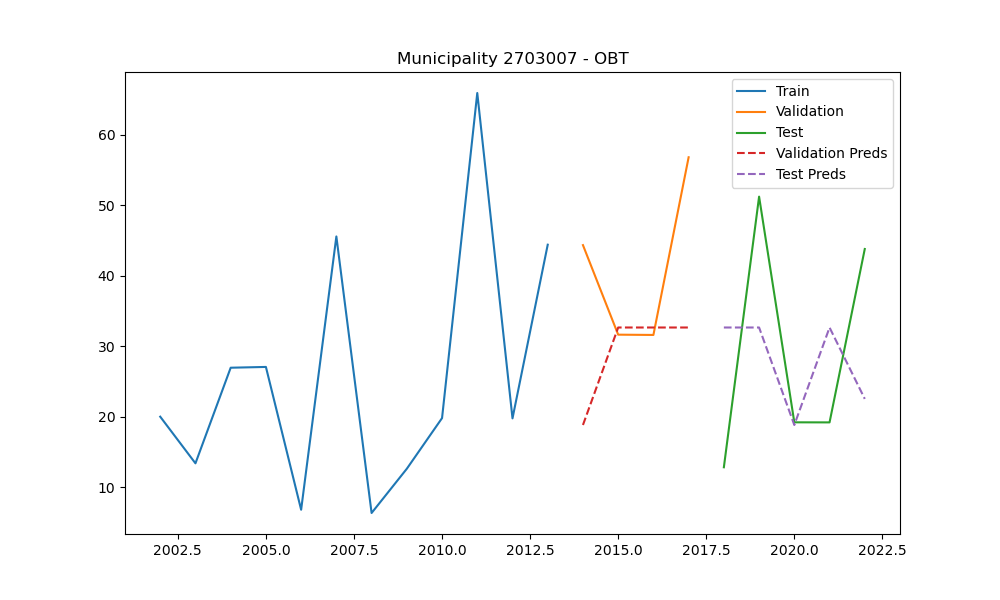 Municipality 2703007 - OBT
Train
Validation
Test
Validation Preds
Test Preds
60
50
40
30
20
10
2002.5 2005.0 2007.5 2010.0 2012.5 2015.0 2017.5 2020.0 2022.5